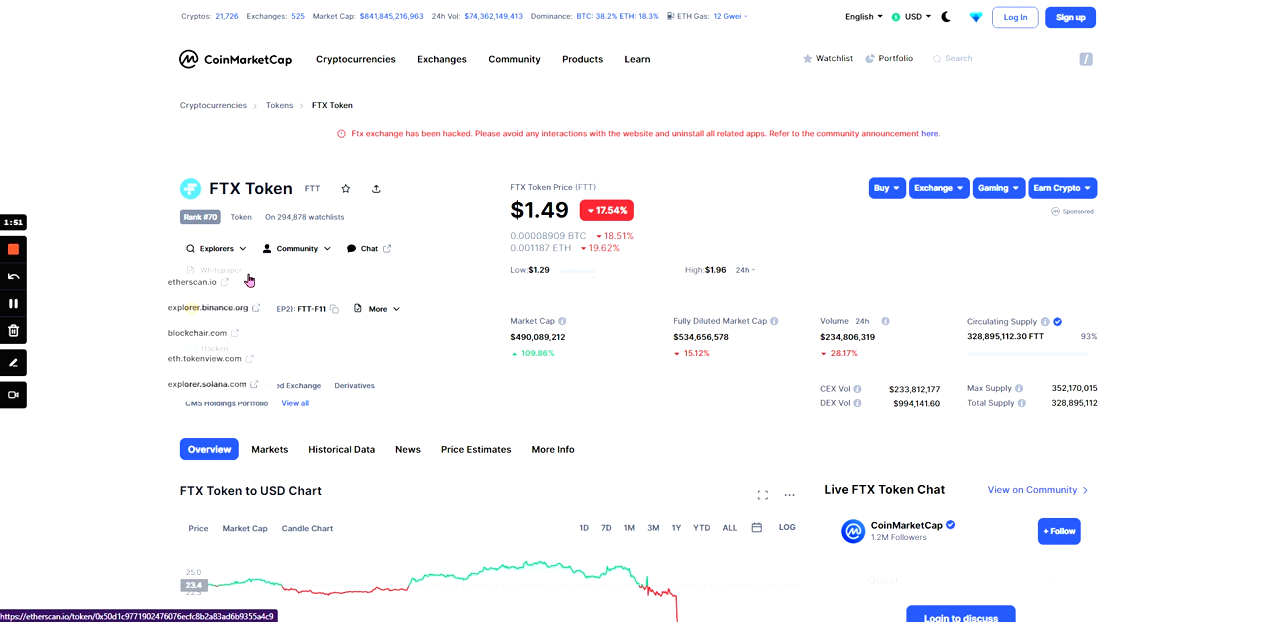 Cryptos: 21,726 Exchanges: 525 Market Cap: $841,845,216,963 24h Vol: $74,362,149,413 Dominance: BTC: 38.2% ETH: 18.3% ETH Gas: 12 Gwei
English USD Log In Sign up
CoinMarketCap Cryptocurrencies Exchanges Community Products Learn Watchlist Portfolio Search /
Cryptocurrencies > Tokens > FTX Token
Ftx exchange has been hacked. Please avoid any interactions with the website and uninstall all related apps. Refer to the community announcement here.
FTX Token FTT
Rank #70 Token On 294,878 watchlists
Explorers Community Chat
Whitepaper
etherscan.io
explorer.binance.org EP2): FTT-F11 More
blockchair.com
Hacken
eth.tokenview.com
explorer.solana.com ed Exchange Derivatives
CMS Holdings Portfolio View all
FTX Token Price (FTT)
$1.49 17.54%
0.00008909 BTC 18.51%
0.001187 ETH 19.62%
Low:$1.29 High:$1.96 24h
Buy Exchange Gaming Earn Crypto
Sponsored
Market Cap
$490,089,212
109.86%
Fully Diluted Market Cap
$534,656,578
15.12%
Volume 24h
$234,806,319
28.17%
CEX Vol $233,812,177
DEX Vol $994,141.60
Circulating Supply
328,895,112.30 FTT 93%
Max Supply 352,170,015
Total Supply 328,895,112
1:51
Overview Markets Historical Data News Price Estimates More Info
FTX Token to USD Chart
Price Market Cap Candle Chart 1D 7D 1M 3M 1Y YTD ALL LOG
25.0
23.4
22.5
Live FTX Token Chat View on Community >
CoinMarketCap
1.2M Followers
+ Follow
Login to discuss
https://etherscan.io/token/0x50d1c9771902476076ecfc8b2a83ad6b9355a4c9